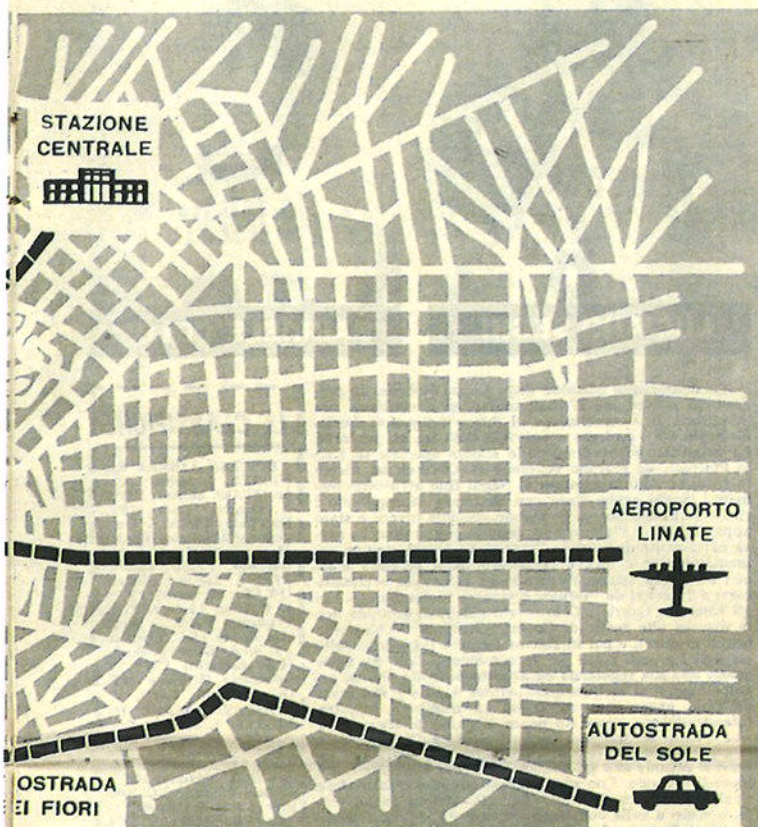 STAZIONE
CENTRALE
AEROPORTO
LINATE
AUTOSTRADA
DEL SOLE
OSTRADA
EI FIORI